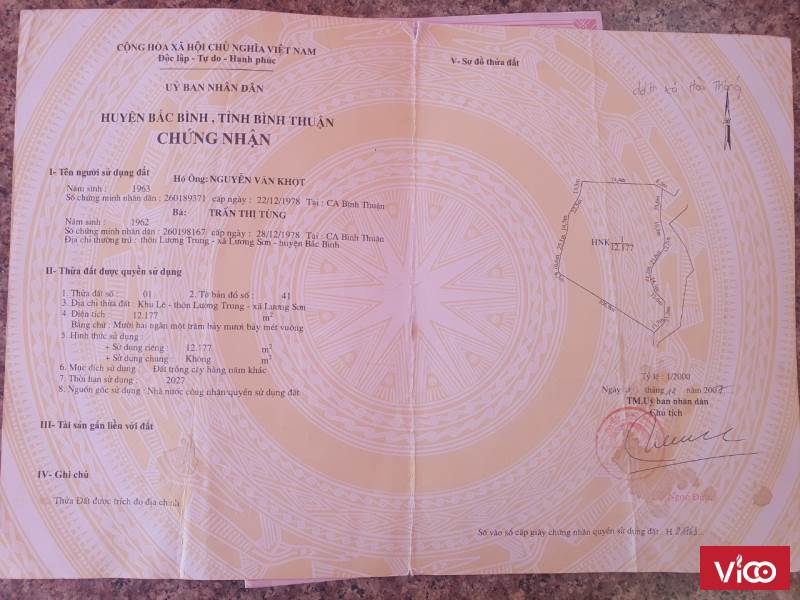 CỘNG HÒA XÃ HỘI CHỦ NGHĨA VIỆT NAM
Độc lập - Tự do - Hạnh phúc
UỶ BAN NHÂN DÂN
HUYỆN BẮC BÌNH , TỈNH BÌNH THUẬN
CHỨNG NHẬN
I- Tên người sử dụng đất
Hộ Ông: NGUYỄN VĂN KHỌT
Năm sinh : 1963
Số chứng minh nhân dân : 260189371 cấp ngày : 22/12/1978 Tại : CA Bình Thuận
Bà: TRẦN THỊ TÙNG
Năm sinh : 1962
Số chứng minh nhân dân : 260198167 cấp ngày : 28/12/1978 Tại : CA Bình Thuận
Địa chỉ thường trú : thôn Lương Trung - xã Lương Sơn - huyện Bắc Bình
II- Thửa đất được quyền sử dụng
1. Thửa đất số : 01 2. Tờ bản đồ số : 41
3. Địa chỉ thửa đất : Khu Lê - thôn Lương Trung - xã Lương Sơn
4. Diện tích : 12.177 m2
Bằng chữ : Mười hai ngàn một trăm bảy mươi bảy mét vuông
5. Hình thức sử dụng :
+ Sử dụng riêng : 12.177 m2
+ Sử dụng chung : Không m2
6. Mục đích sử dụng : Đất trồng cây hàng năm khác
7. Thời hạn sử dụng : 2027
8. Nguồn gốc sử dụng : Nhà nước công nhận quyền sử dụng đất
III- Tài sản gắn liền với đất
IV- Ghi chú
Thửa Đất được trích đo địa chính
V- Sơ đồ thửa đất
ddH xã Hoà Thắng
HNK 1
12.177
Tỷ lệ : 1/2000
Ngày tháng 12 năm 2007
TM.Uỷ ban nhân dân
Chủ tịch
Ngọc
Số vào sổ cấp giấy chứng nhận quyền sử dụng đất : H
ViCO